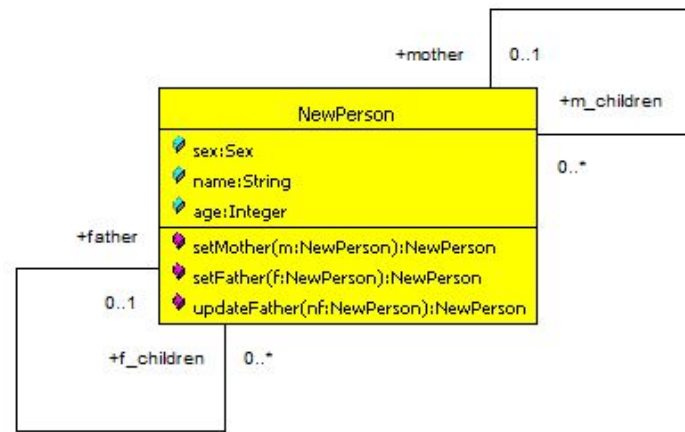 +mother
0..1
+m_children
0..*
NewPerson
sex:Sex
name:String
age:Integer
setMother(m:NewPerson):NewPerson
setFather(f:NewPerson):NewPerson
updateFather(nf:NewPerson):NewPerson
+father
0..1
+f_children
0..*